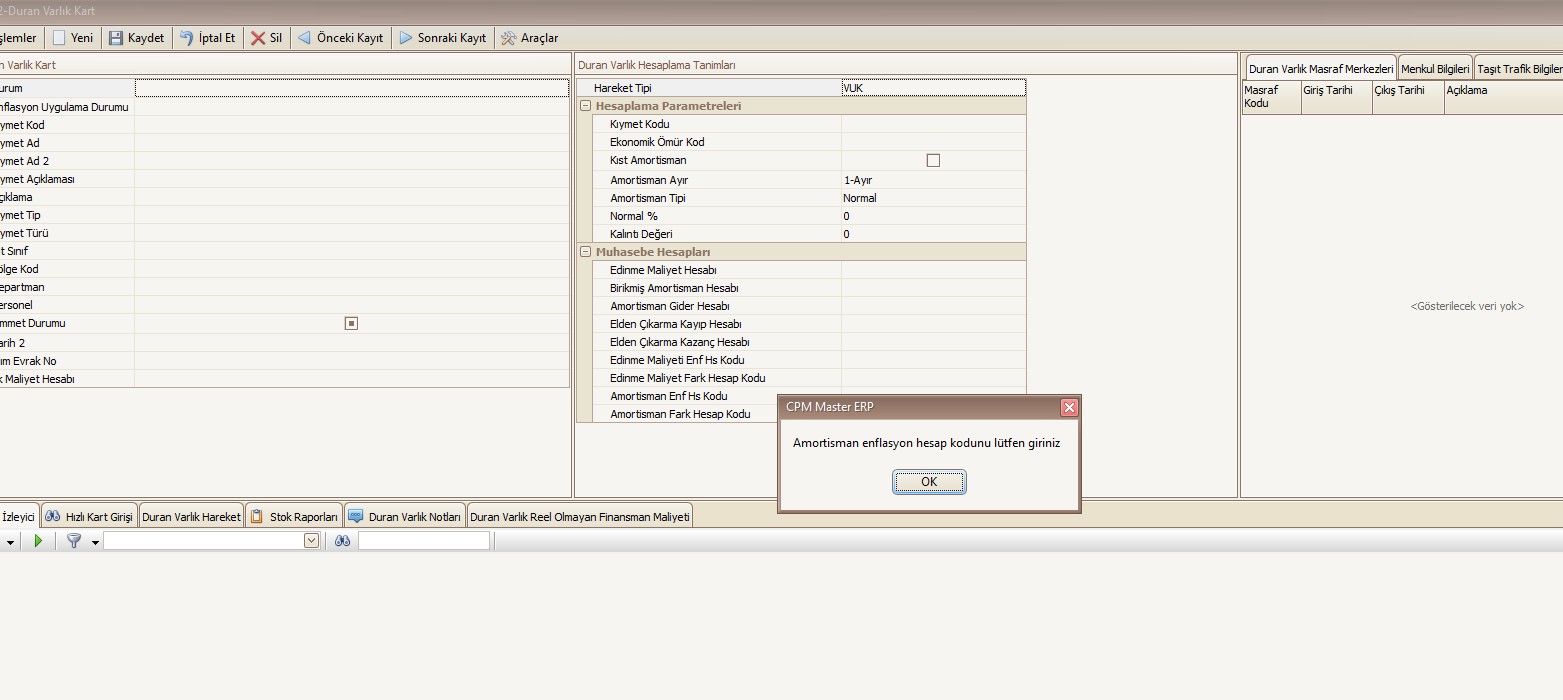 2-Duran Varlık Kart
şlemler Yeni Kaydet İptal Et Sil Önceki Kayıt Sonraki Kayıt Araçlar
n Varlık Kart
urum
nflasyon Uygulama Durumu
ymet Kod
ymet Ad
ymet Ad 2
ymet Açıklaması
çıklama
ymet Tip
ymet Türü
t Sınıf
ölge Kod
epartman
ersonel
mmet Durumu
arih 2
ım Evrak No
k Maliyet Hesabı
Duran Varlık Hesaplama Tanimları
Hareket Tipi VUK
Hesaplama Parametreleri
Kıymet Kodu
Ekonomik Ömür Kod
Kıst Amortisman
Amortisman Ayır 1-Ayır
Amortisman Tipi Normal
Normal % 0
Kalıntı Değeri 0
Muhasebe Hesapları
Edinme Maliyet Hesabı
Birikmiş Amortisman Hesabı
Amortisman Gider Hesabı
Elden Çıkarma Kayıp Hesabı
Elden Çıkarma Kazanç Hesabı
Edinme Maliyeti Enf Hs Kodu
Edinme Maliyet Fark Hesap Kodu
Amortisman Enf Hs Kodu
Amortisman Fark Hesap Kodu
Duran Varlık Masraf Merkezleri Menkul Bilgileri Taşıt Trafik Bilgiler
Masraf Kodu Giriş Tarihi Çıkış Tarihi Açıklama
<Gösterilecek veri yok>
CPM Master ERP
Amortisman enflasyon hesap kodunu lütfen giriniz
OK
İzleyici Hızlı Kart Girişi Duran Varlık Hareket Stok Raporları Duran Varlık Notları Duran Varlık Reel Olmayan Finansman Maliyeti